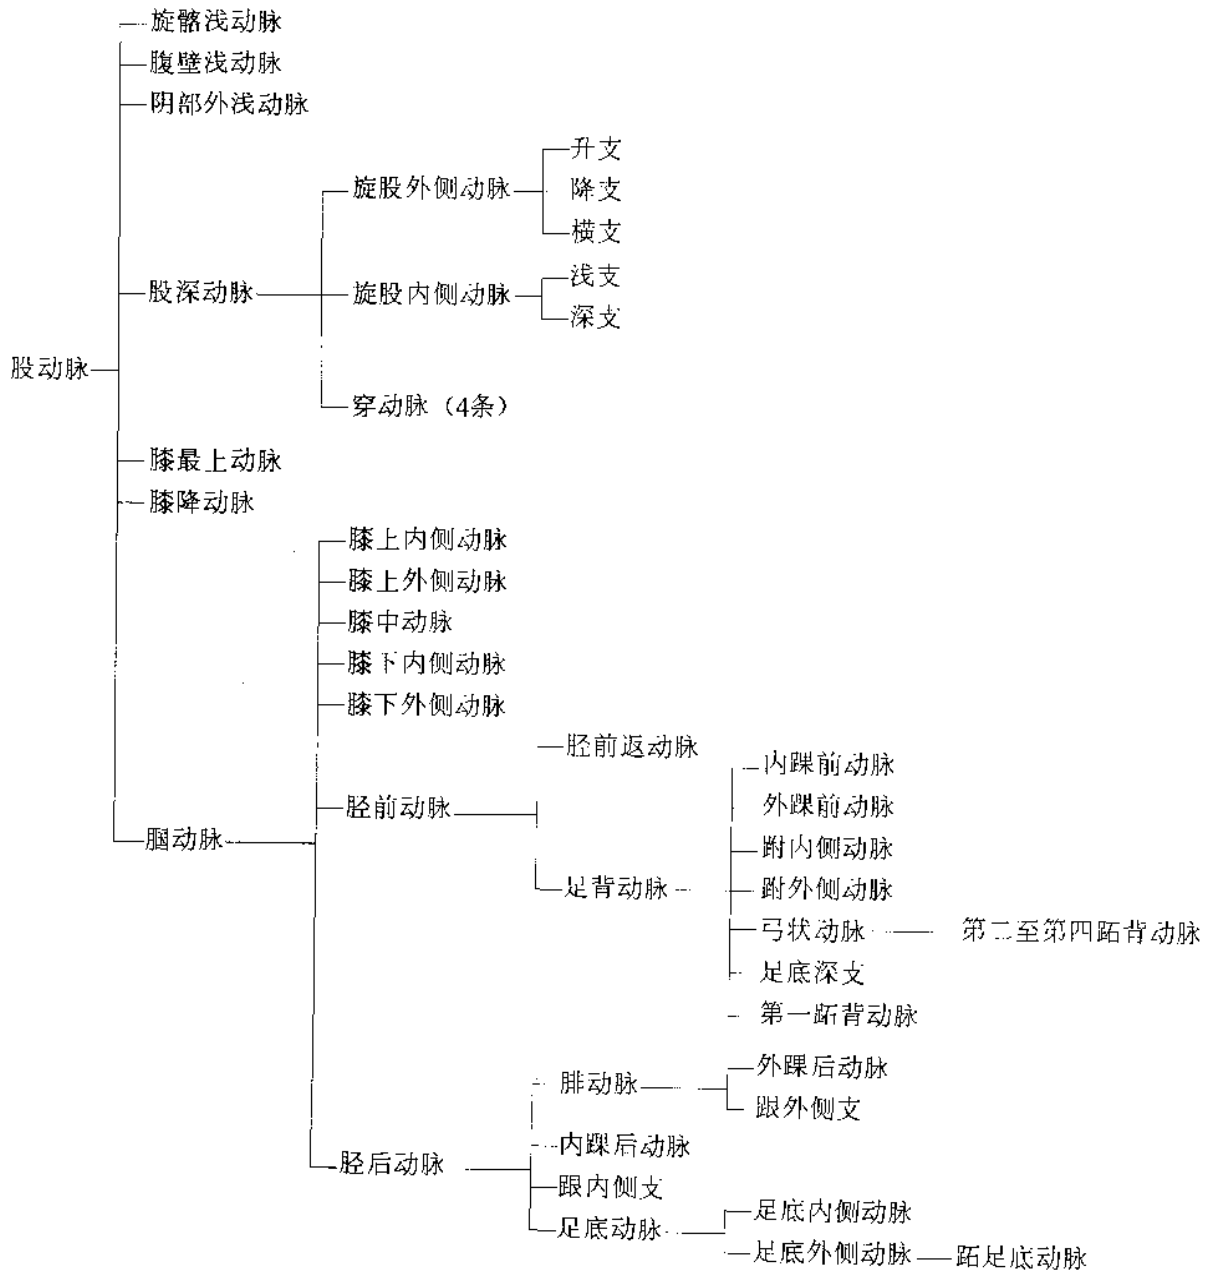 旋髂浅动脉
腹壁浅动脉
阴部外浅动脉
升支
旋股外侧动脉
降支
横支
浅支
股深动脉
旋股内侧动脉
深支
股动脉
穿动脉（4条）
膝最上动脉
膝降动脉
膝上内侧动脉
膝上外侧动脉
膝中动脉
膝下内侧动脉
膝下外侧动脉
胫前返动脉
内踝前动脉
胫前动脉
外踝前动脉
腘动脉
跗内侧动脉
足背动脉
跗外侧动脉
弓状动脉
第二至第四跖背动脉
足底深支
第一跖背动脉
外踝后动脉
腓动脉
跟外侧支
内踝后动脉
胫后动脉
跟内侧支
足底内侧动脉
足底动脉
足底外侧动脉
跖足底动脉